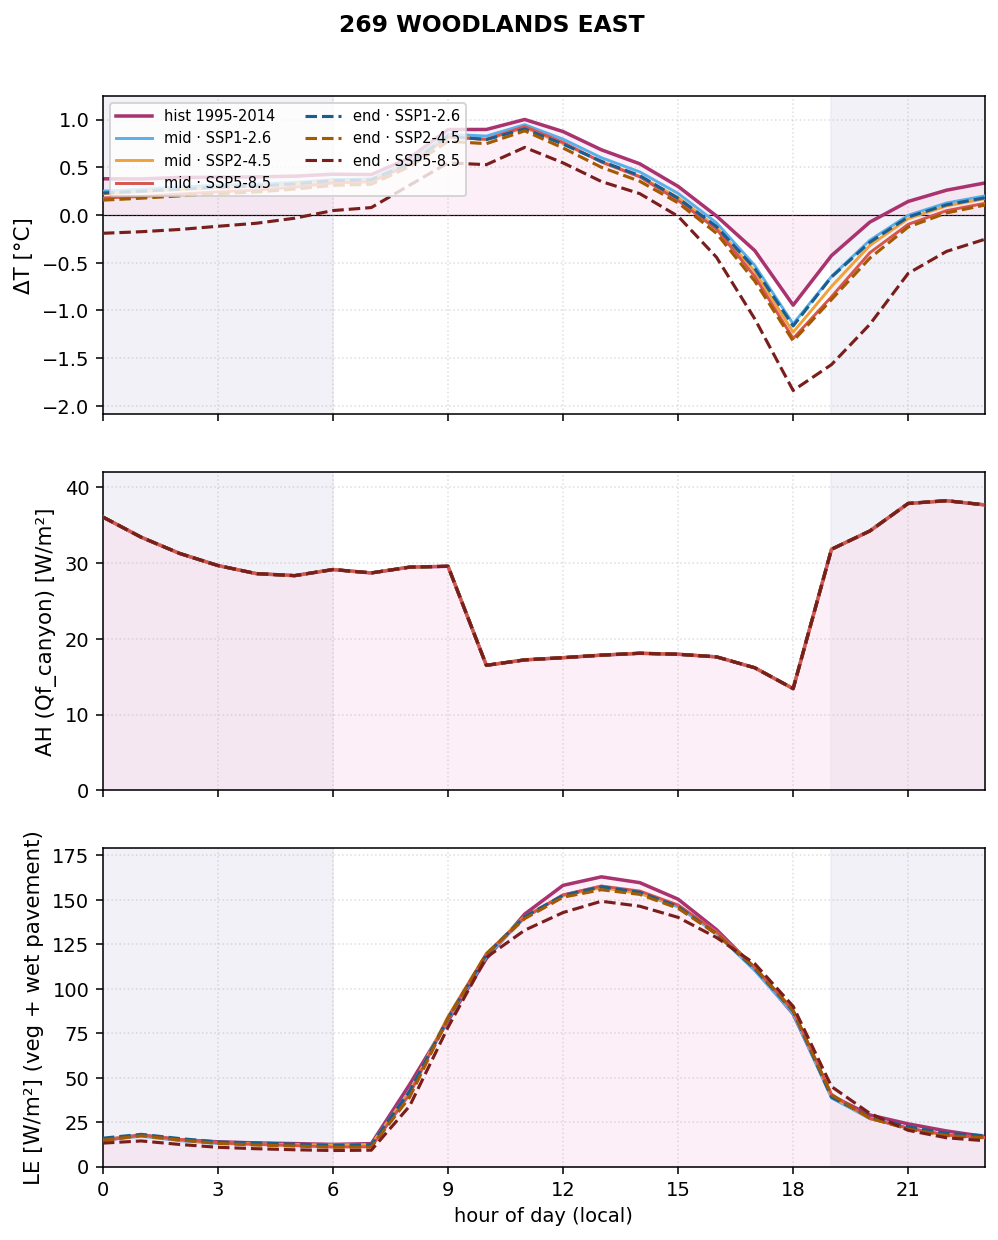 269 WOODLANDS EAST
ΔT [°C]
1.0
0.5
0.0
−0.5
−1.0
−1.5
−2.0
hist 1995-2014
mid · SSP1-2.6
mid · SSP2-4.5
mid · SSP5-8.5
end · SSP1-2.6
end · SSP2-4.5
end · SSP5-8.5
AH (Qf_canyon) [W/m²]
40
30
20
10
0
LE [W/m²] (veg + wet pavement)
175
150
125
100
75
50
25
0
0 3 6 9 12 15 18 21
hour of day (local)